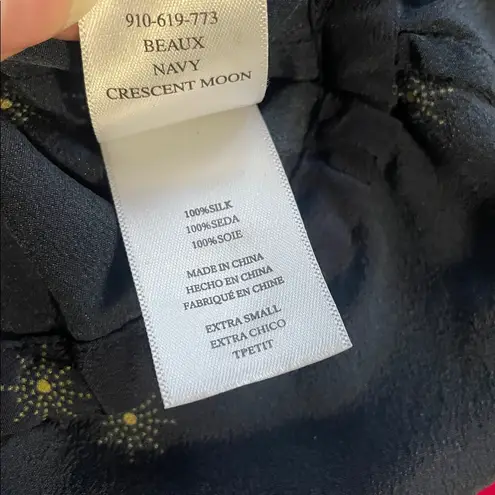 910-619-773
BEAUX
NAVY
CRESCENT MOON
100%SILK
100%SEDA
100%SOIE
MADE IN CHINA
HECHO EN CHINA
FABRIQUÉ EN CHINE
EXTRA SMALL
EXTRA CHICO
TPETIT